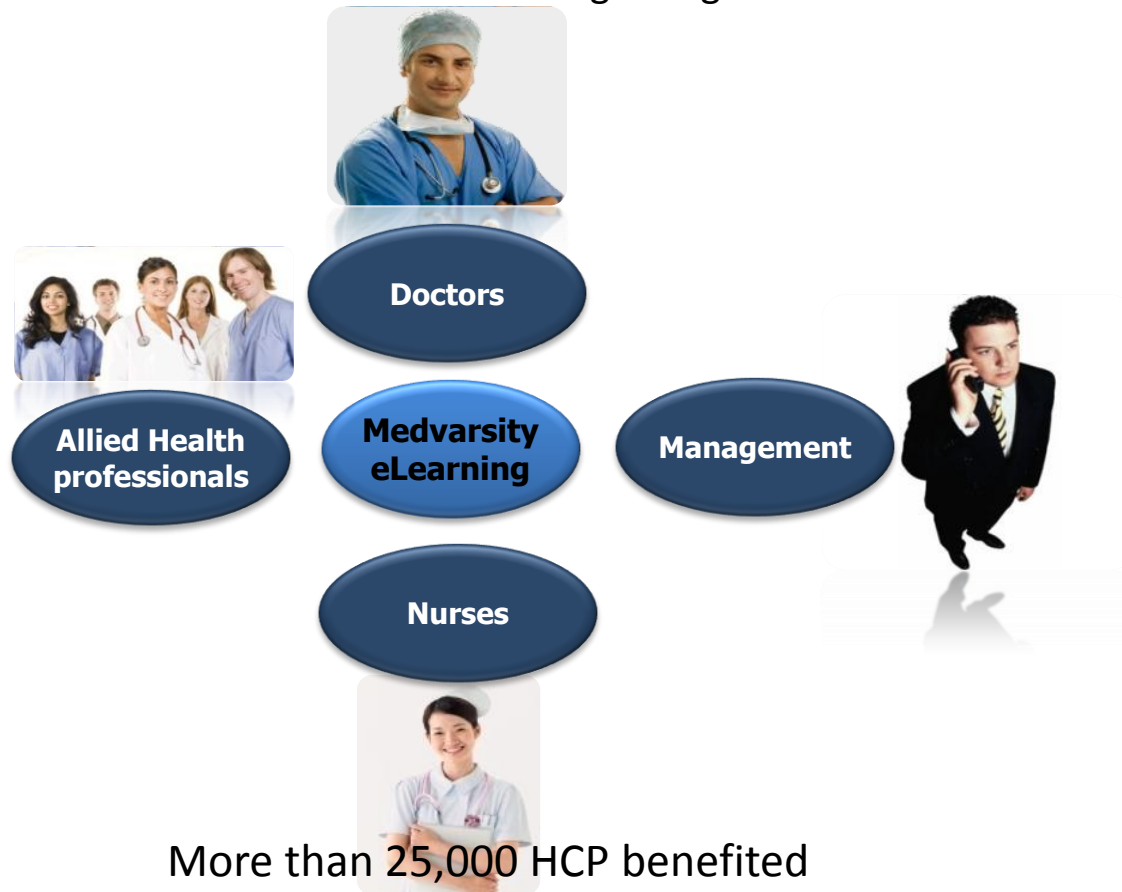 Doctors
Allied Health
professionals
Medvarsity
eLearning
Management
Nurses
More than 25,000 HCP benefited